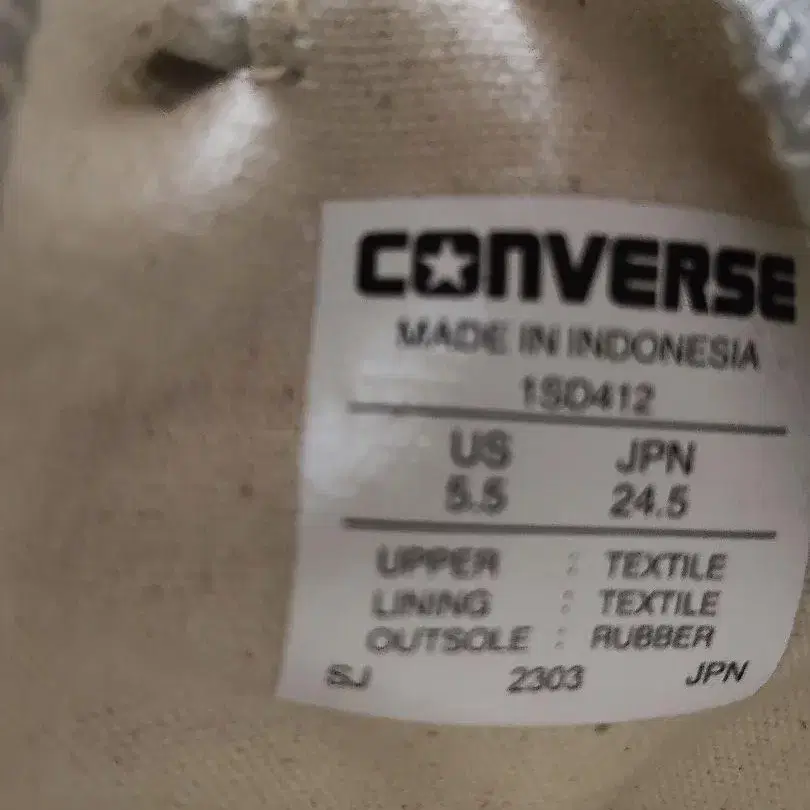 CONVERSE
MADE IN INDONESIA
1SD412
US JPN
5.5 24.5
UPPER : TEXTILE
LINING : TEXTILE
OUTSOLE : RUBBER
SJ 2303 JPN